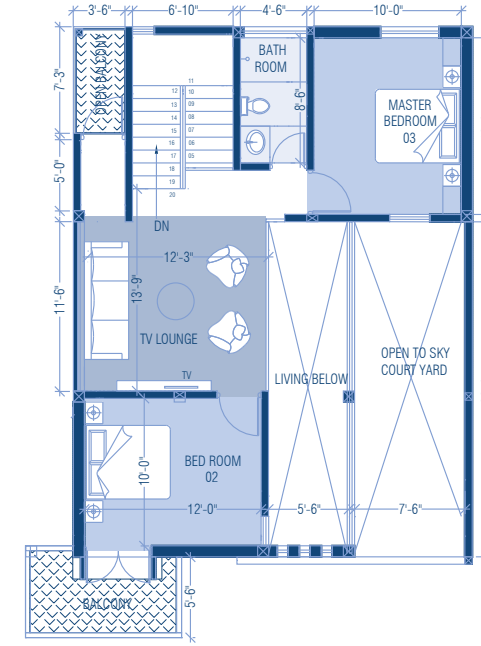 3'-6"
6'-10"
4'-6"
10'-0"
OPEN BALCONY
7'-3"
BATH
ROOM
8'-6"
MASTER
BEDROOM
03
11
12 10
13 09
14 08
15 07
16 06
17 05
18
19
20
5'-0"
DN
12'-3"
13'-9"
11'-6"
TV LOUNGE
TV
LIVING BELOW
OPEN TO SKY
COURT YARD
BED ROOM
02
10'-0"
12'-0"
5'-6"
7'-6"
BALCONY
5'-6"